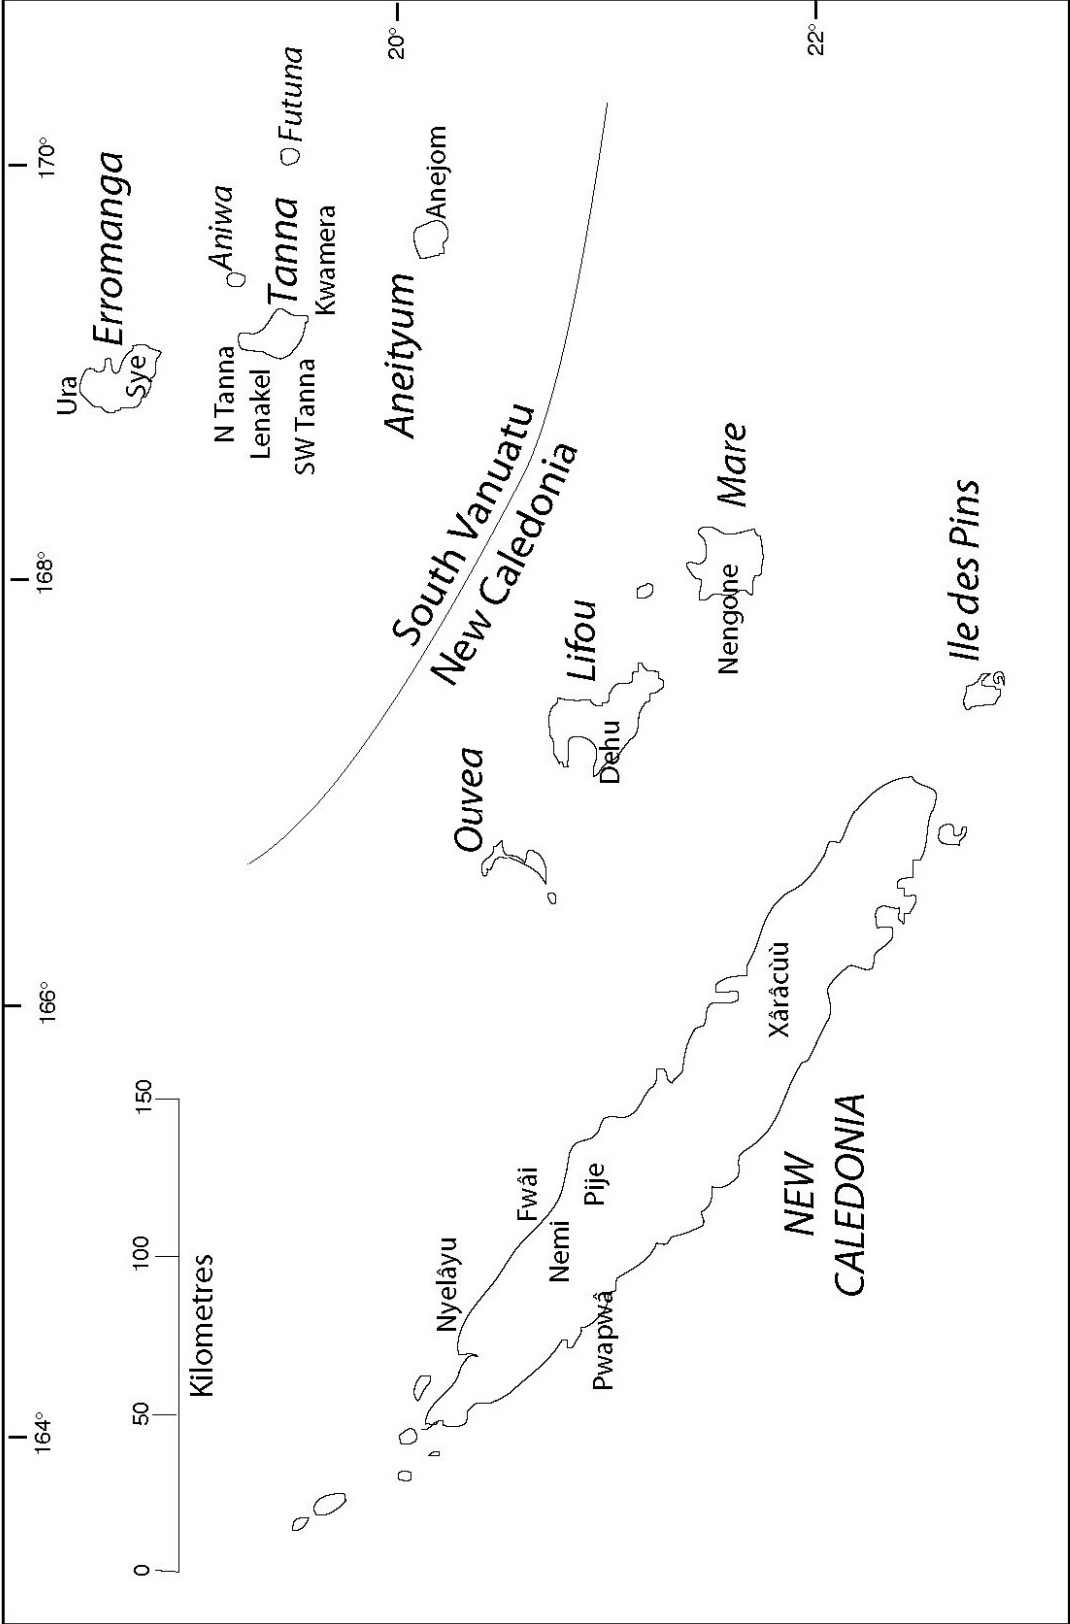 164°
166°
168°
170°
20°
22°
0
50
100
150
Kilometres
Ura
Erromanga
Sye
Aniwa
N Tanna
Lenakel
SW Tanna
Tanna
Kwamera
Futuna
Aneityum
Anejom
South Vanuatu
New Caledonia
Ouvea
Lifou
Dehu
Mare
Nengone
Ile des Pins
Nyelâyu
Fwâi
Nemi
Pije
Pwapwâ
Xârâcùù
NEW
CALEDONIA